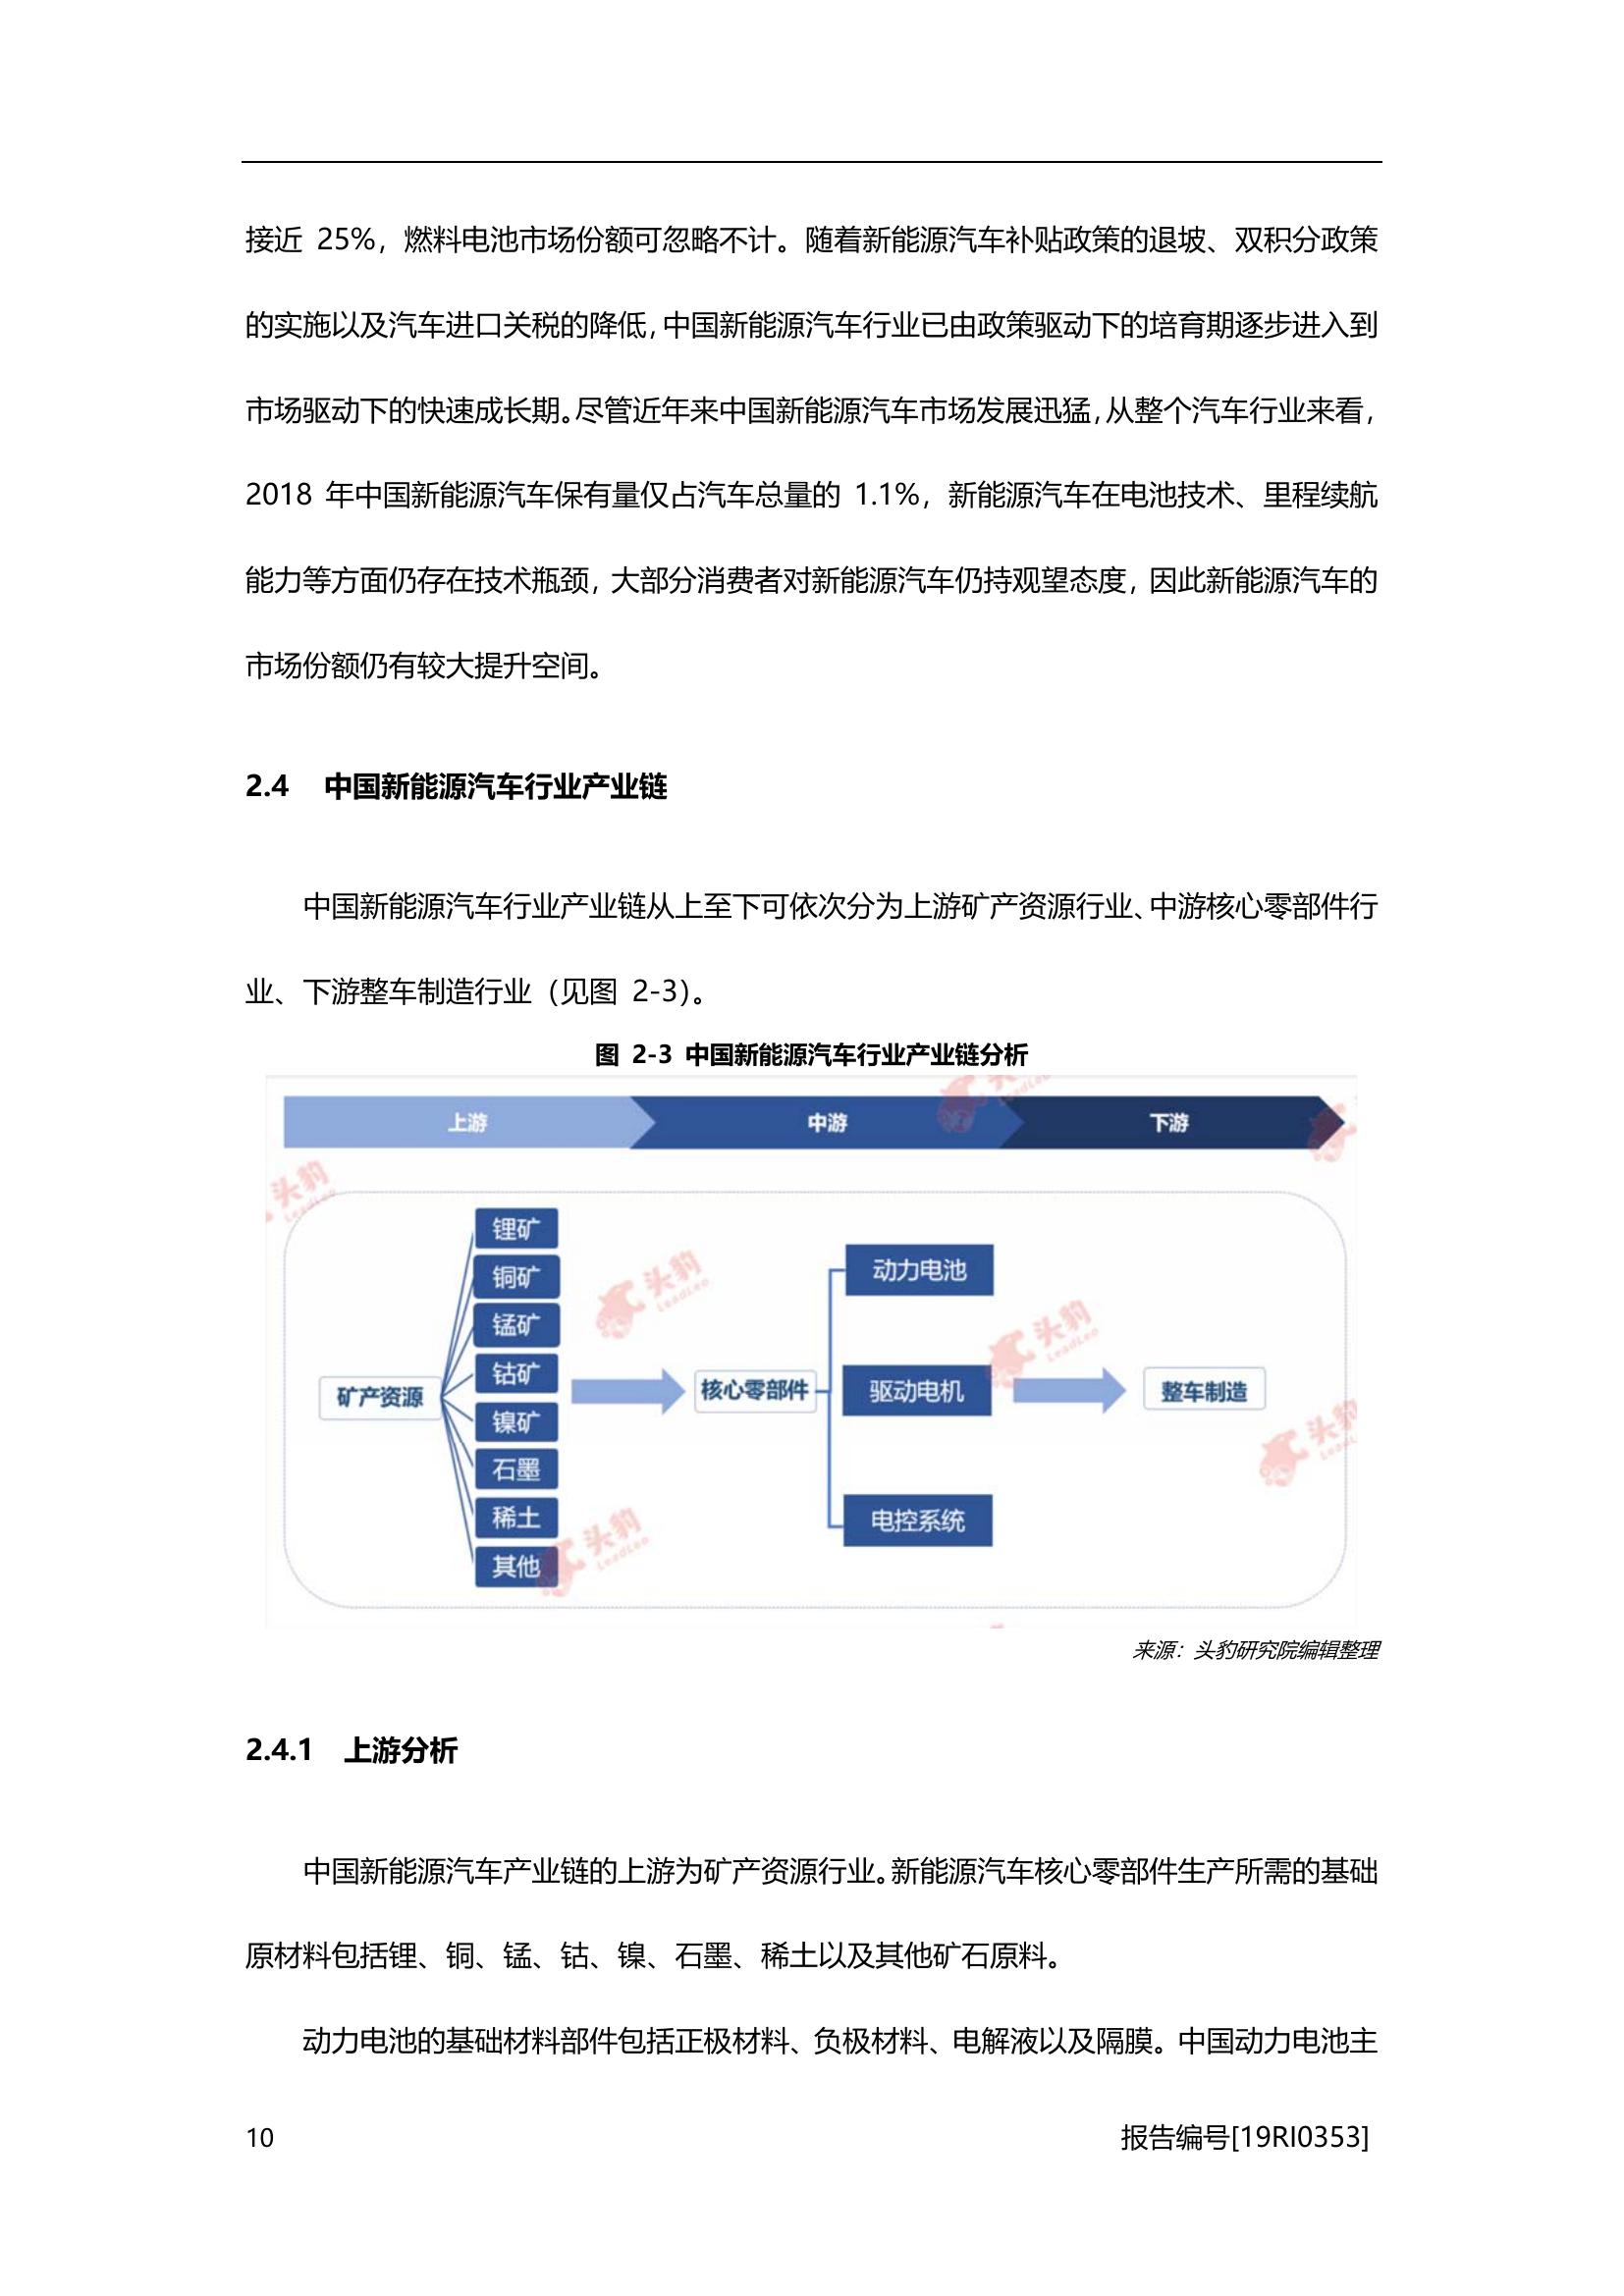 接近 25%，燃料电池市场份额可忽略不计。随着新能源汽车补贴政策的退坡、双积分政策
的实施以及汽车进口关税的降低，中国新能源汽车行业已由政策驱动下的培育期逐步进入到
市场驱动下的快速成长期。尽管近年来中国新能源汽车市场发展迅猛，从整个汽车行业来看，
2018 年中国新能源汽车保有量仅占汽车总量的 1.1%，新能源汽车在电池技术、里程续航
能力等方面仍存在技术瓶颈，大部分消费者对新能源汽车仍持观望态度，因此新能源汽车的
市场份额仍有较大提升空间。
2.4 中国新能源汽车行业产业链
中国新能源汽车行业产业链从上至下可依次分为上游矿产资源行业、中游核心零部件行
业、下游整车制造行业（见图 2-3）。
图 2-3 中国新能源汽车行业产业链分析
上游
中游
下游
矿产资源
锂矿
铜矿
锰矿
钴矿
镍矿
石墨
稀土
其他
核心零部件
动力电池
驱动电机
电控系统
整车制造
头豹
LeadLeo
头豹
LeadLeo
头豹
LeadLeo
头豹
LeadLeo
来源：头豹研究院编辑整理
2.4.1 上游分析
中国新能源汽车产业链的上游为矿产资源行业。新能源汽车核心零部件生产所需的基础
原材料包括锂、铜、锰、钴、镍、石墨、稀土以及其他矿石原料。
动力电池的基础材料部件包括正极材料、负极材料、电解液以及隔膜。中国动力电池主
10
报告编号[19RI0353]